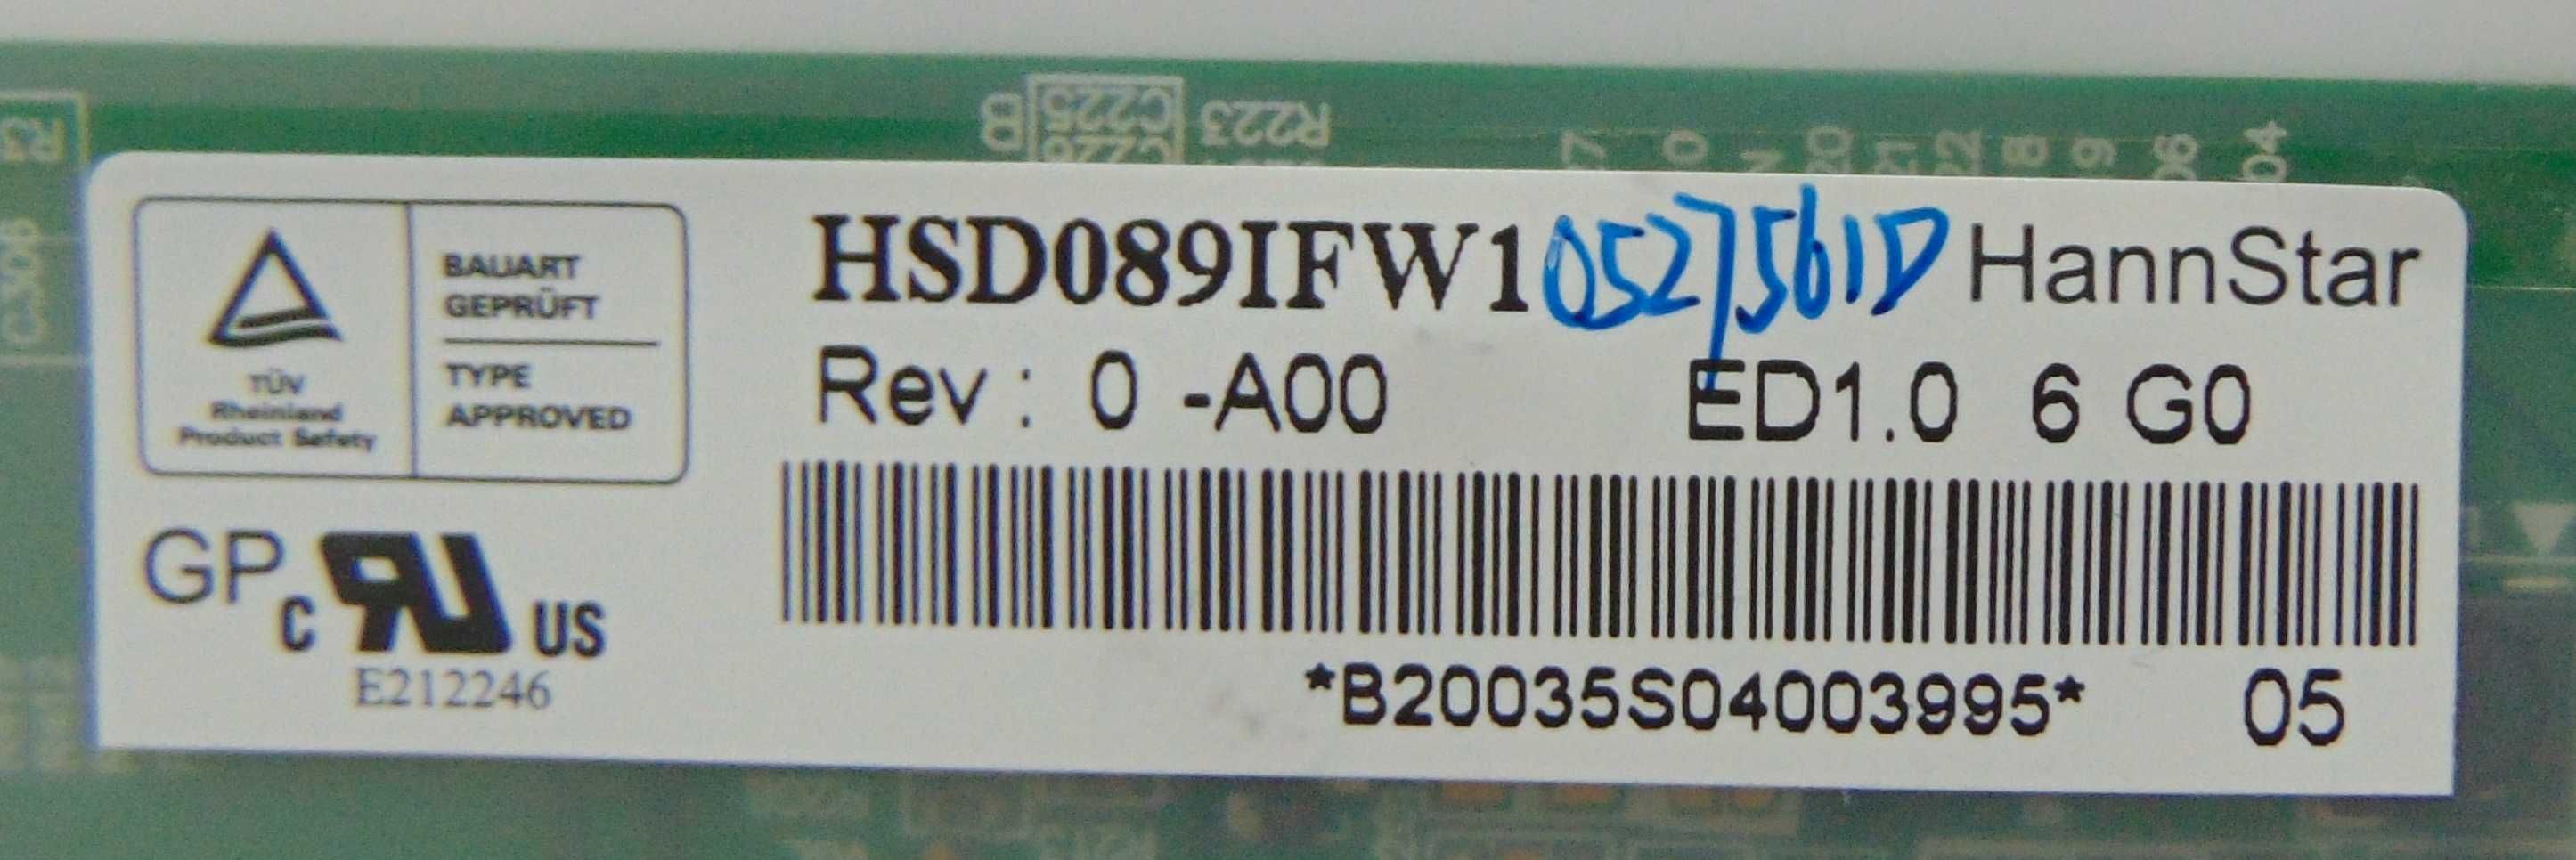 B C225 R223
HSD089IFW1 0527561D HannStar
Rev : 0 -A00 ED1.0 6 G0
*B20035S04003995* 05
BAUART
GEPRÜFT
TYPE
APPROVED
TÜV
Rheinland
Product Safety
GP
C US
E212246